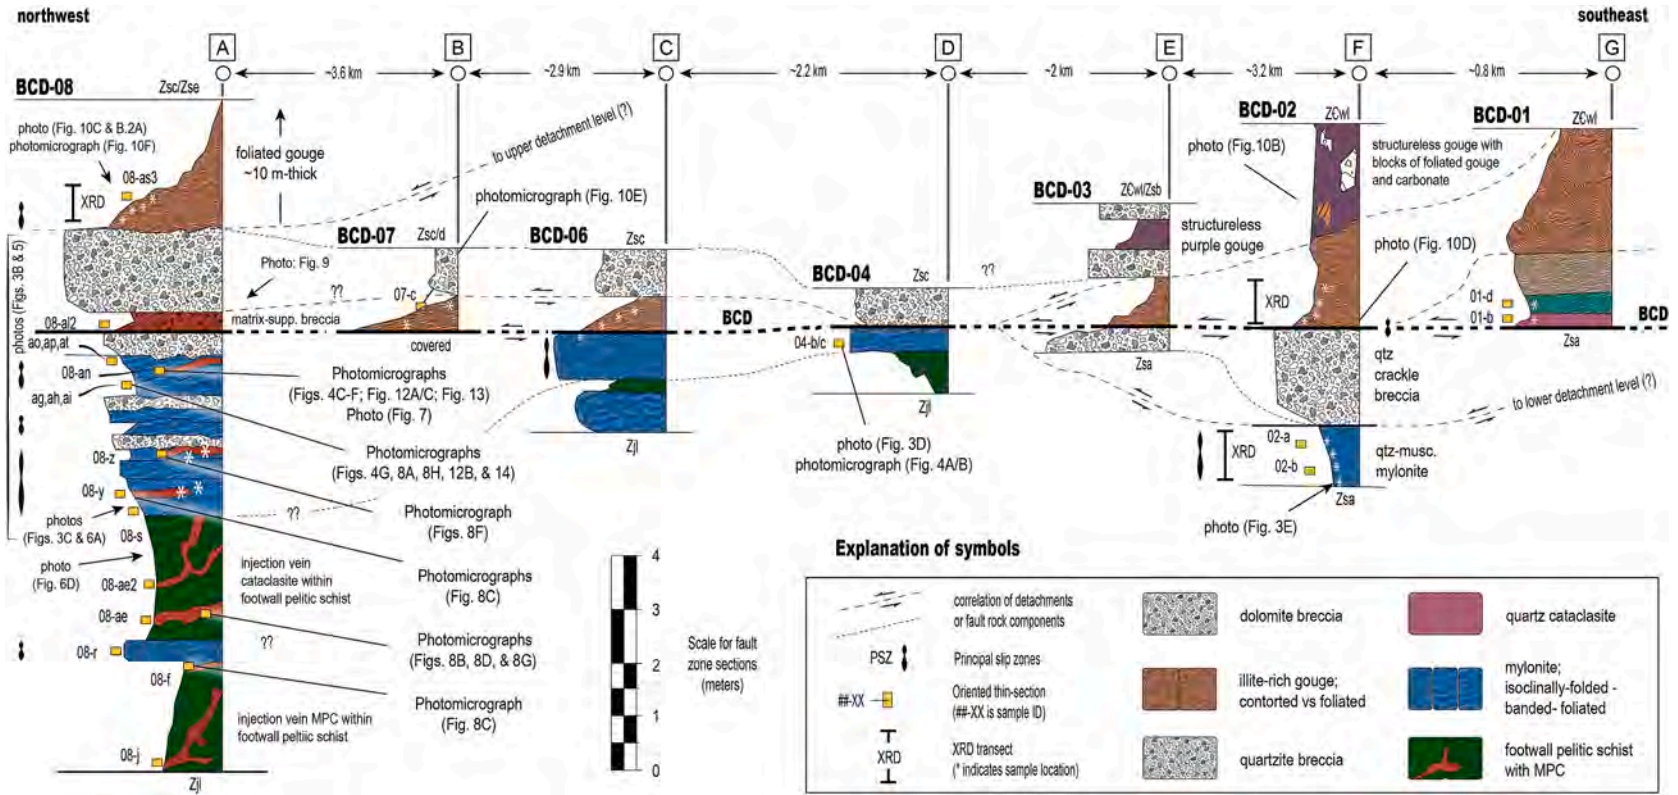 northwest
southeast
A
B
C
D
E
F
G
~3.6 km
~2.9 km
~2.2 km
~2 km
~3.2 km
~0.8 km
BCD-08
Zsc/Zse
photo (Fig. 10C & B.2A)
photomicrograph (Fig. 10F)
08-as3
XRD
foliated gouge
~10 m-thick
to upper detachment level (?)
photos (Figs. 3B & 5)
Photo: Fig. 9
??
08-al2
matrix-supp. breccia
ao,ap,at
08-an
ag,ah,ai
08-z
08-y
photos
(Figs. 3C & 6A)
08-s
photo
(Fig. 6D)
08-ae2
08-ae
08-r
08-f
08-j
Zjl
injection vein
cataclasite within
footwall pelitic schist
??
??
injection vein MPC within
footwall peltiic schist
BCD-07
Zsc/d
photomicrograph (Fig. 10E)
07-c
covered
BCD-06
Zsc
Zjl
Photomicrographs
(Figs. 4C-F; Fig. 12A/C; Fig. 13)
Photo (Fig. 7)
Photomicrographs
(Figs. 4G, 8A, 8H, 12B, & 14)
Photomicrograph
(Figs. 8F)
Photomicrographs
(Fig. 8C)
Photomicrographs
(Figs. 8B, 8D, & 8G)
Photomicrograph
(Fig. 8C)
BCD
BCD-04
Zsc
??
04-b/c
Zjl
photo (Fig. 3D)
photomicrograph (Fig. 4A/B)
BCD-03
ZЄwl/Zsb
structureless
purple gouge
Zsa
BCD-02
ZЄwl
photo (Fig.10B)
structureless gouge with
blocks of foliated gouge
and carbonate
photo (Fig. 10D)
XRD
qtz
crackle
breccia
XRD
02-a
02-b
qtz-musc.
mylonite
Zsa
photo (Fig. 3E)
to lower detachment level (?)
BCD-01
ZЄwl
01-d
01-b
BCD
Zsa
4
3
2
1
0
Scale for fault
zone sections
(meters)
Explanation of symbols
correlation of detachments
or fault rock components
PSZ
Principal slip zones
##-XX
Oriented thin-section
(##-XX is sample ID)
XRD
XRD transect
(* indicates sample location)
dolomite breccia
illite-rich gouge;
contorted vs foliated
quartzite breccia
quartz cataclasite
mylonite;
isoclinally-folded -
banded- foliated
footwall pelitic schist
with MPC